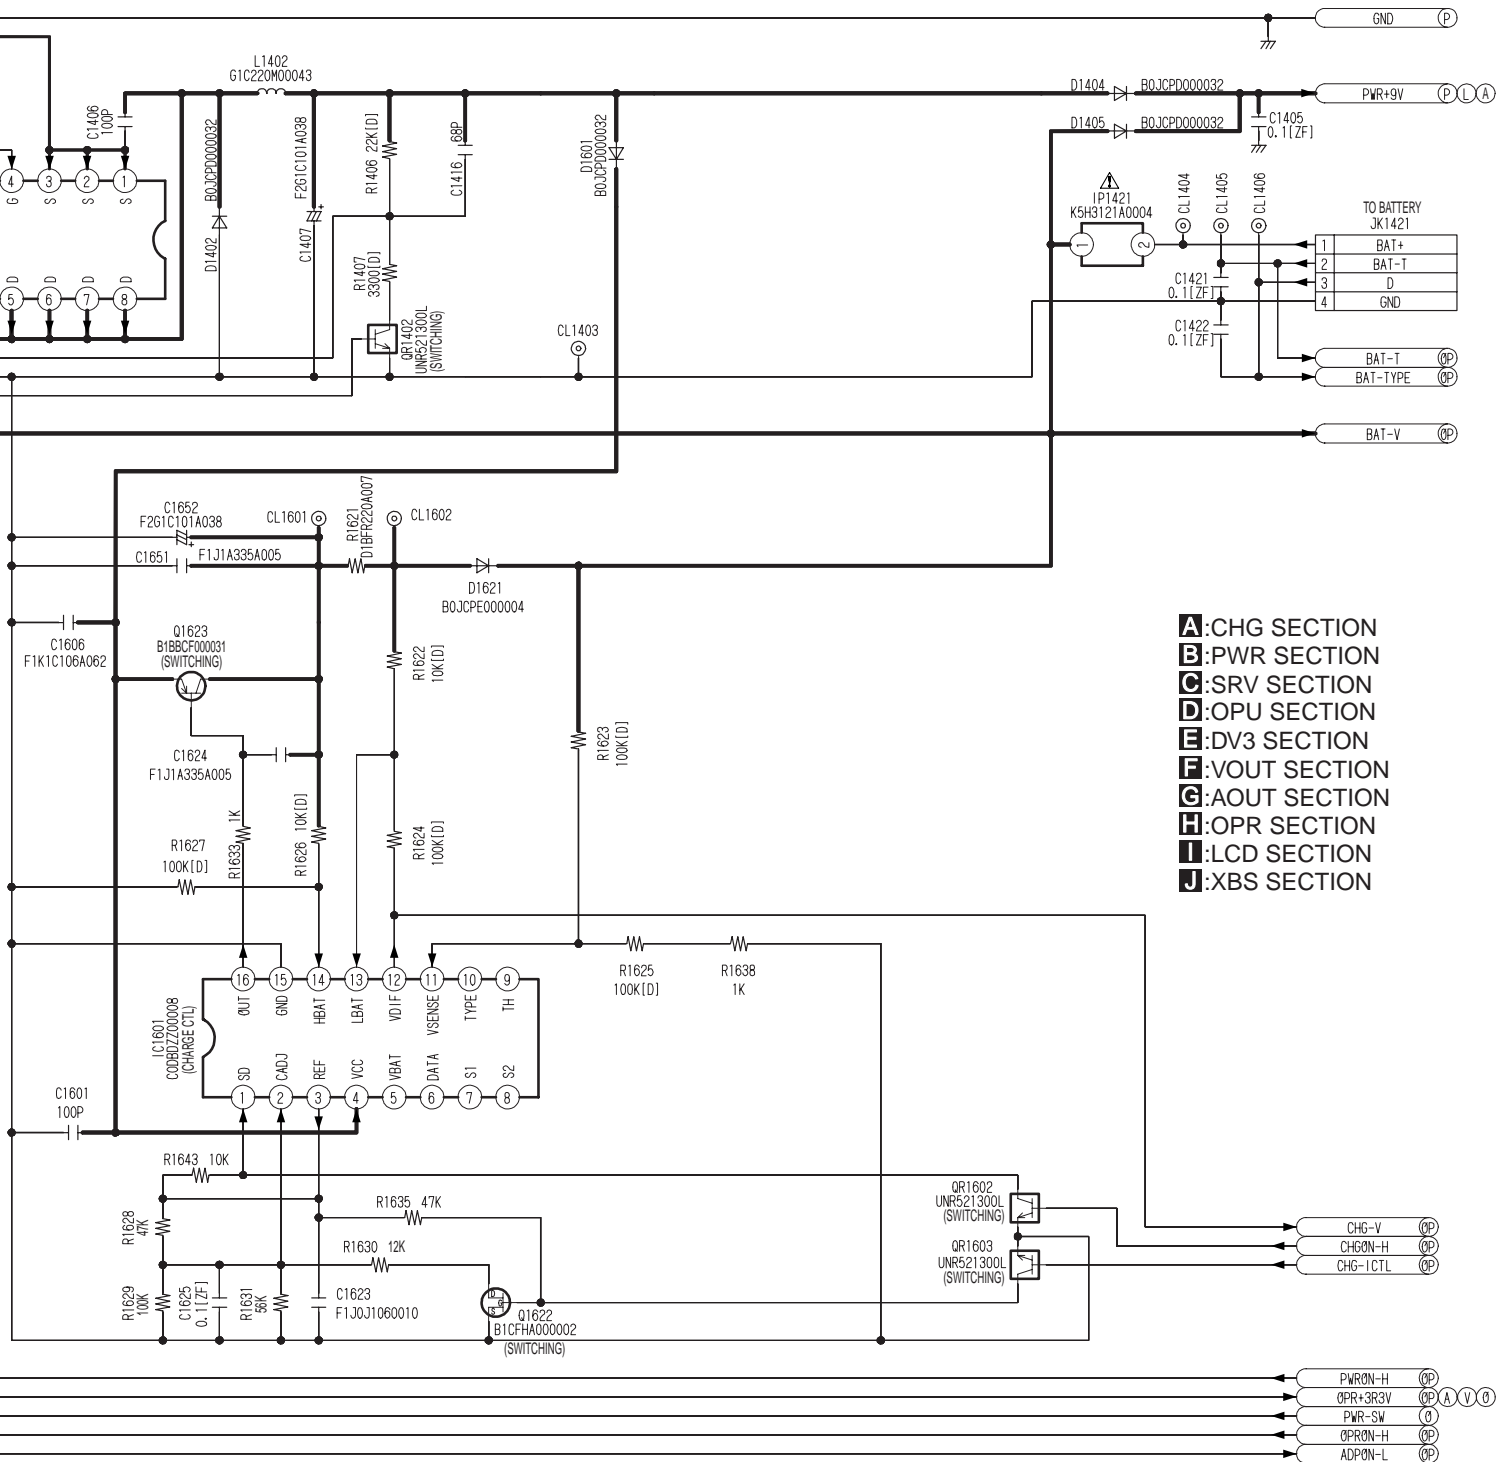 GND P
L1402
G1C220M00043
C1406
100P
D1402
B0JCPD000032
F2G1C101A038
C1407
R1406 22K[D]
C1416 68P
D1601
B0JCPD000032
D1404 B0JCPD000032
D1405 B0JCPD000032
C1405
0.1[ZF]
PWR+9V P L A
4 3 2 1
G S S S
D D D D
5 6 7 8
R1407
3300[D]
QR1402
UNR521300L
(SWITCHING)
CL1403
IP1421
K5H3121A0004
1 2
CL1404
CL1405
CL1406
TO BATTERY
JK1421
1 BAT+
2 BAT-T
3 D
4 GND
C1421
0.1[ZF]
C1422
0.1[ZF]
BAT-T OP
BAT-TYPE OP
BAT-V OP
C1652
F2G1C101A038
CL1601
R1621
D1BFR220A007
CL1602
C1651 F1J1A335A005
D1621
B0JCPE000004
C1606
F1K1C106A062
Q1623
B1BBCF000031
(SWITCHING)
R1622
10K[D]
R1623
100K[D]
C1624
F1J1A335A005
R1633 1K
R1626 10K[D]
R1624
100K[D]
R1627
100K[D]
R1625
100K[D]
R1638
1K
A:CHG SECTION
B:PWR SECTION
C:SRV SECTION
D:OPU SECTION
E:DV3 SECTION
F:VOUT SECTION
G:AOUT SECTION
H:OPR SECTION
I:LCD SECTION
J:XBS SECTION
16 15 14 13 12 11 10 9
OUT GND HBAT LBAT VDIF VSENSE TYPE TH
IC1601
C0DBDZZ00008
(CHARGE CTL)
SD CADJ REF VCC VBAT DATA S1 S2
1 2 3 4 5 6 7 8
C1601
100P
R1643 10K
R1628
47K
R1635 47K
R1630 12K
R1629
100K
C1625
0.1[ZF]
R1631
56K
C1623
F1J0J1060010
D
G
S
Q1622
B1CFHA000002
(SWITCHING)
QR1602
UNR521300L
(SWITCHING)
QR1603
UNR521300L
(SWITCHING)
CHG-V OP
CHGON-H OP
CHG-ICTL OP
PWRON-H OP
OPR+3R3V OP A V O
PWR-SW O
OPRON-H OP
ADPON-L OP